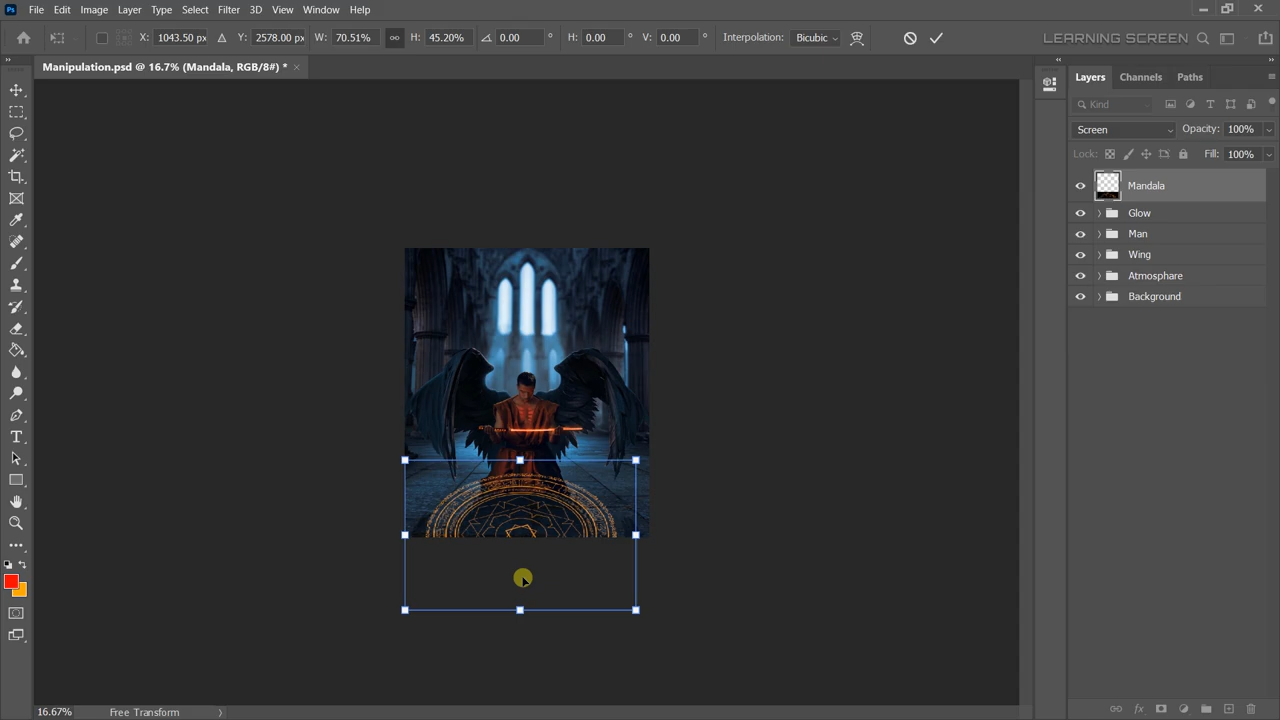 Ps File Edit Image Layer Type Select Filter 3D View Window Help
X: 1043.50 px Y: 2578.00 px W: 70.51% H: 45.20% 0.00 ° H: 0.00 ° V: 0.00 ° Interpolation: Bicubic LEARNING SCREEN
Manipulation.psd @ 16.7% (Mandala, RGB/8#) *
Layers Channels Paths
Kind
Screen Opacity: 100%
Lock: Fill: 100%
Mandala
Glow
Man
Wing
Atmosphare
Background
16.67% Free Transform